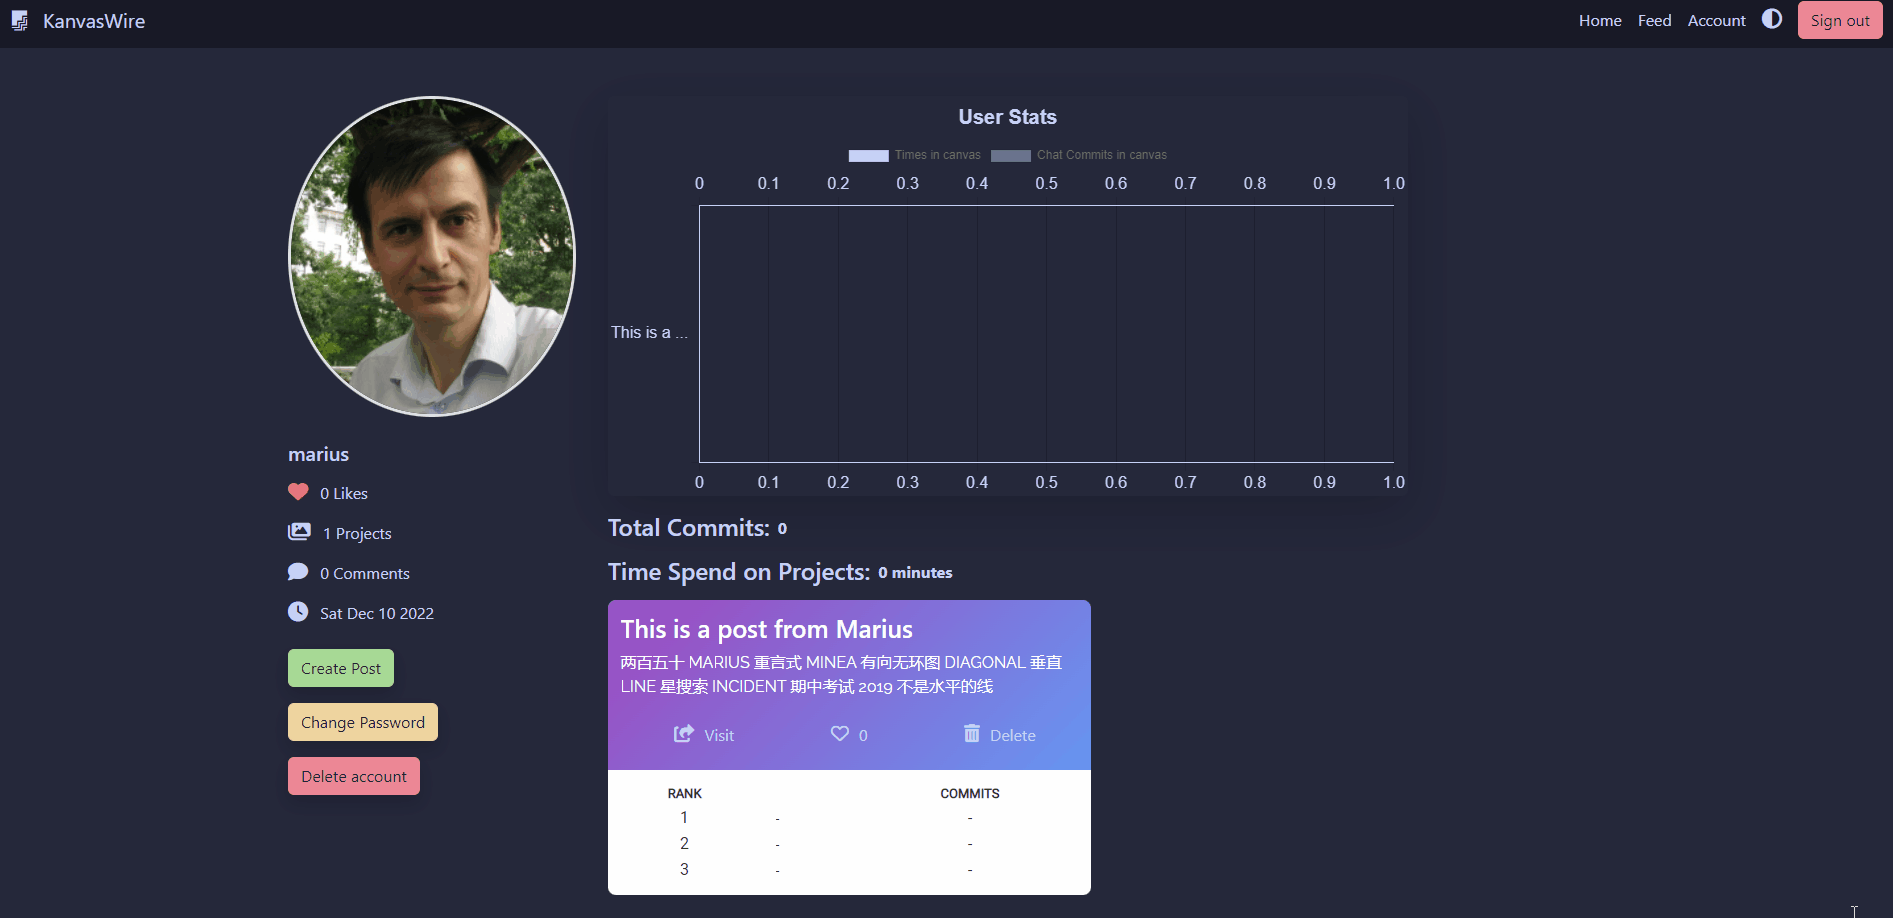 KanvasWire
Home Feed Account Sign out
User Stats
Times in canvas Chat Commits in canvas
0 0.1 0.2 0.3 0.4 0.5 0.6 0.7 0.8 0.9 1.0
This is a ...
0 0.1 0.2 0.3 0.4 0.5 0.6 0.7 0.8 0.9 1.0
marius
0 Likes
1 Projects
0 Comments
Sat Dec 10 2022
Create Post
Change Password
Delete account
Total Commits: 0
Time Spend on Projects: 0 minutes
This is a post from Marius
两百五十 MARIUS 重言式 MINEA 有向无环图 DIAGONAL 垂直
LINE 星搜索 INCIDENT 期中考试 2019 不是水平的线
Visit 0 Delete
RANK COMMITS
1 - -
2 - -
3 - -